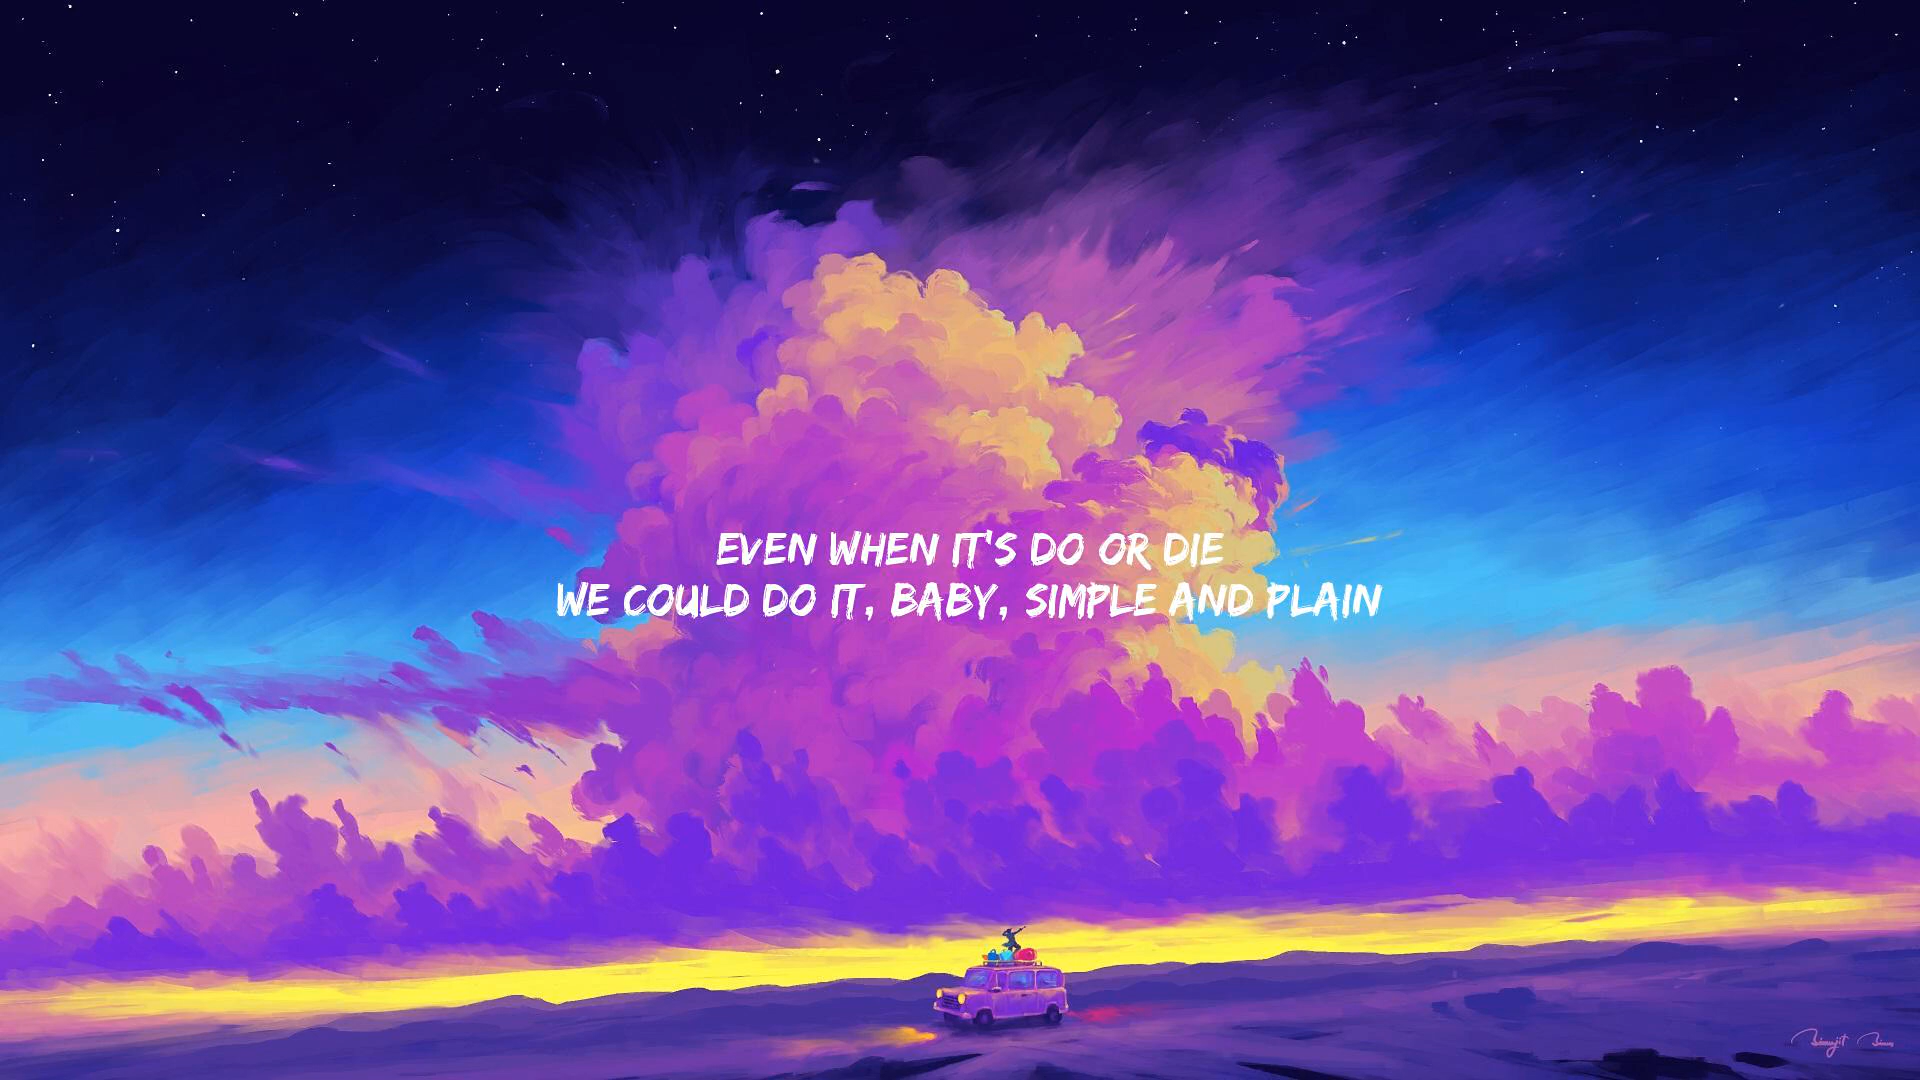 EVEN WHEN IT'S DO OR DIE
WE COULD DO IT, BABY, SIMPLE AND PLAIN